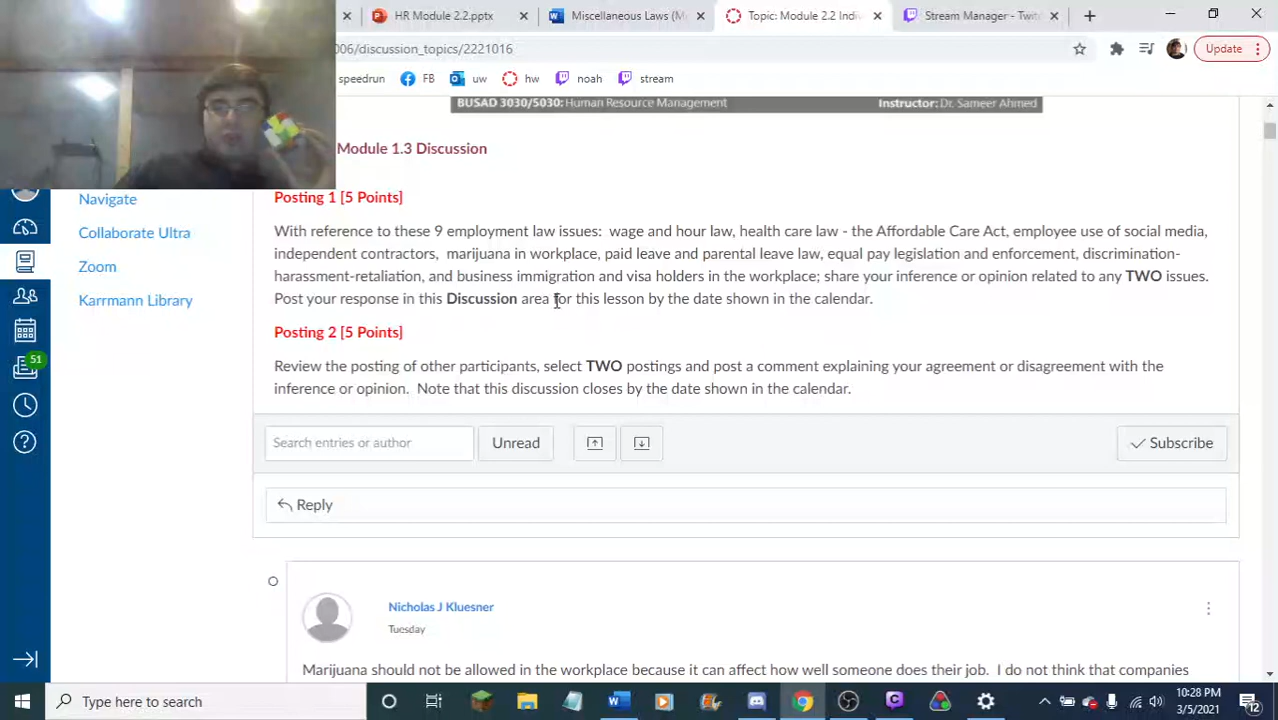 HR Module 2.2.pptx
Miscellaneous Laws (M
Topic: Module 2.2 Indi
Stream Manager - Twit
006/discussion_topics/2221016
Update
speedrun
FB
uw
hw
noah
stream
BUSAD 3030/5030: Human Resource Management
Instructor: Dr. Sameer Ahmed
Module 1.3 Discussion
Navigate
Collaborate Ultra
Zoom
Karrmann Library
51
Posting 1 [5 Points]
With reference to these 9 employment law issues: wage and hour law, health care law - the Affordable Care Act, employee use of social media,
independent contractors, marijuana in workplace, paid leave and parental leave law, equal pay legislation and enforcement, discrimination-
harassment-retaliation, and business immigration and visa holders in the workplace; share your inference or opinion related to any TWO issues.
Post your response in this Discussion area for this lesson by the date shown in the calendar.
Posting 2 [5 Points]
Review the posting of other participants, select TWO postings and post a comment explaining your agreement or disagreement with the
inference or opinion. Note that this discussion closes by the date shown in the calendar.
Search entries or author
Unread
Subscribe
Reply
Nicholas J Kluesner
Tuesday
Marijuana should not be allowed in the workplace because it can affect how well someone does their job. I do not think that companies
Type here to search
10:28 PM
3/5/2021
12